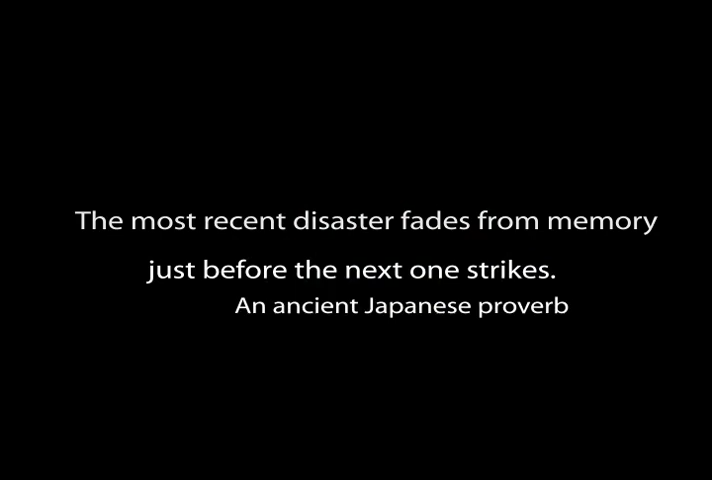 The most recent disaster fades from memory
just before the next one strikes.
An ancient Japanese proverb